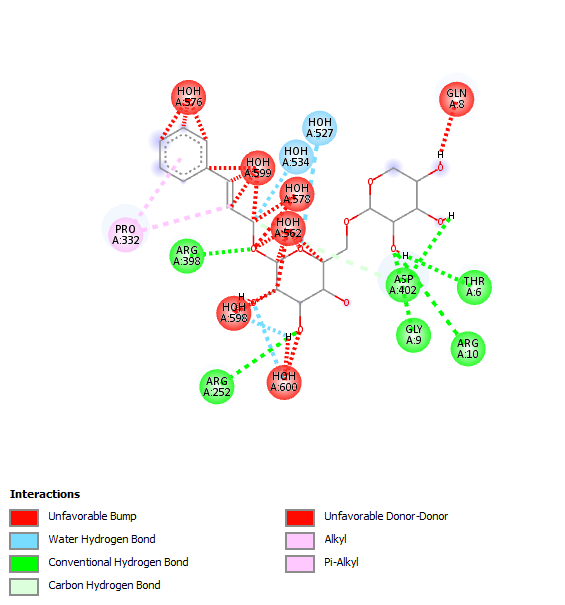 HOH
A:576
GLN
A:8
HOH
A:527
HOH
A:534
HOH
A:599
H
O
O
HOH
A:578
O
O
H
HOH
A:562
PRO
A:332
O
H
ARG
A:398
O
O
ASP
A:402
THR
A:6
H
O
O
HOH
A:598
O
H
GLY
A:9
ARG
A:10
HOH
A:600
ARG
A:252
Interactions
Unfavorable Bump
Unfavorable Donor-Donor
Water Hydrogen Bond
Alkyl
Conventional Hydrogen Bond
Pi-Alkyl
Carbon Hydrogen Bond